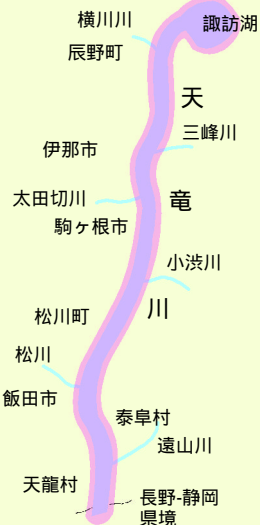 横川川
諏訪湖
辰野町
天
三峰川
伊那市
太田切川
竜
駒ヶ根市
小渋川
川
松川町
松川
飯田市
泰阜村
遠山川
天龍村
長野-静岡
県境